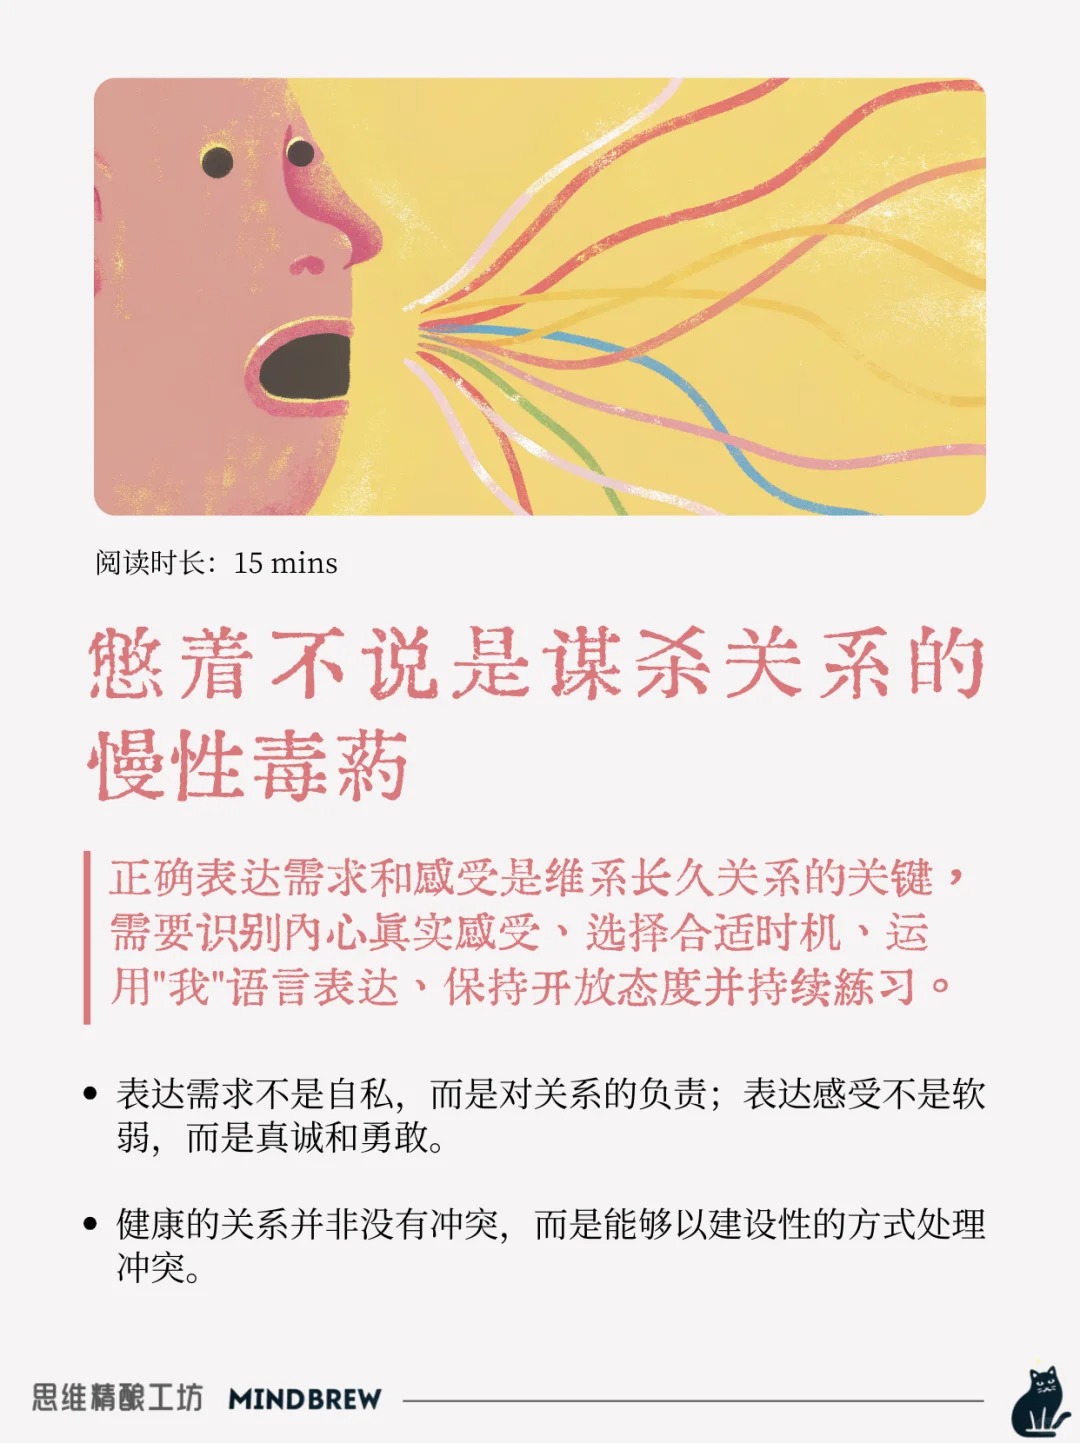 阅读时长：15 mins
憋着不说是谋杀关系的
慢性毒药
正确表达需求和感受是维系长久关系的关键，
需要识别内心真实感受、选择合适时机、运
用"我"语言表达、保持开放态度并持续练习。
• 表达需求不是自私，而是对关系的负责；表达感受不是软
弱，而是真诚和勇敢。
• 健康的关系并非没有冲突，而是能够以建设性的方式处理
冲突。
思维精酿工坊 MINDBREW